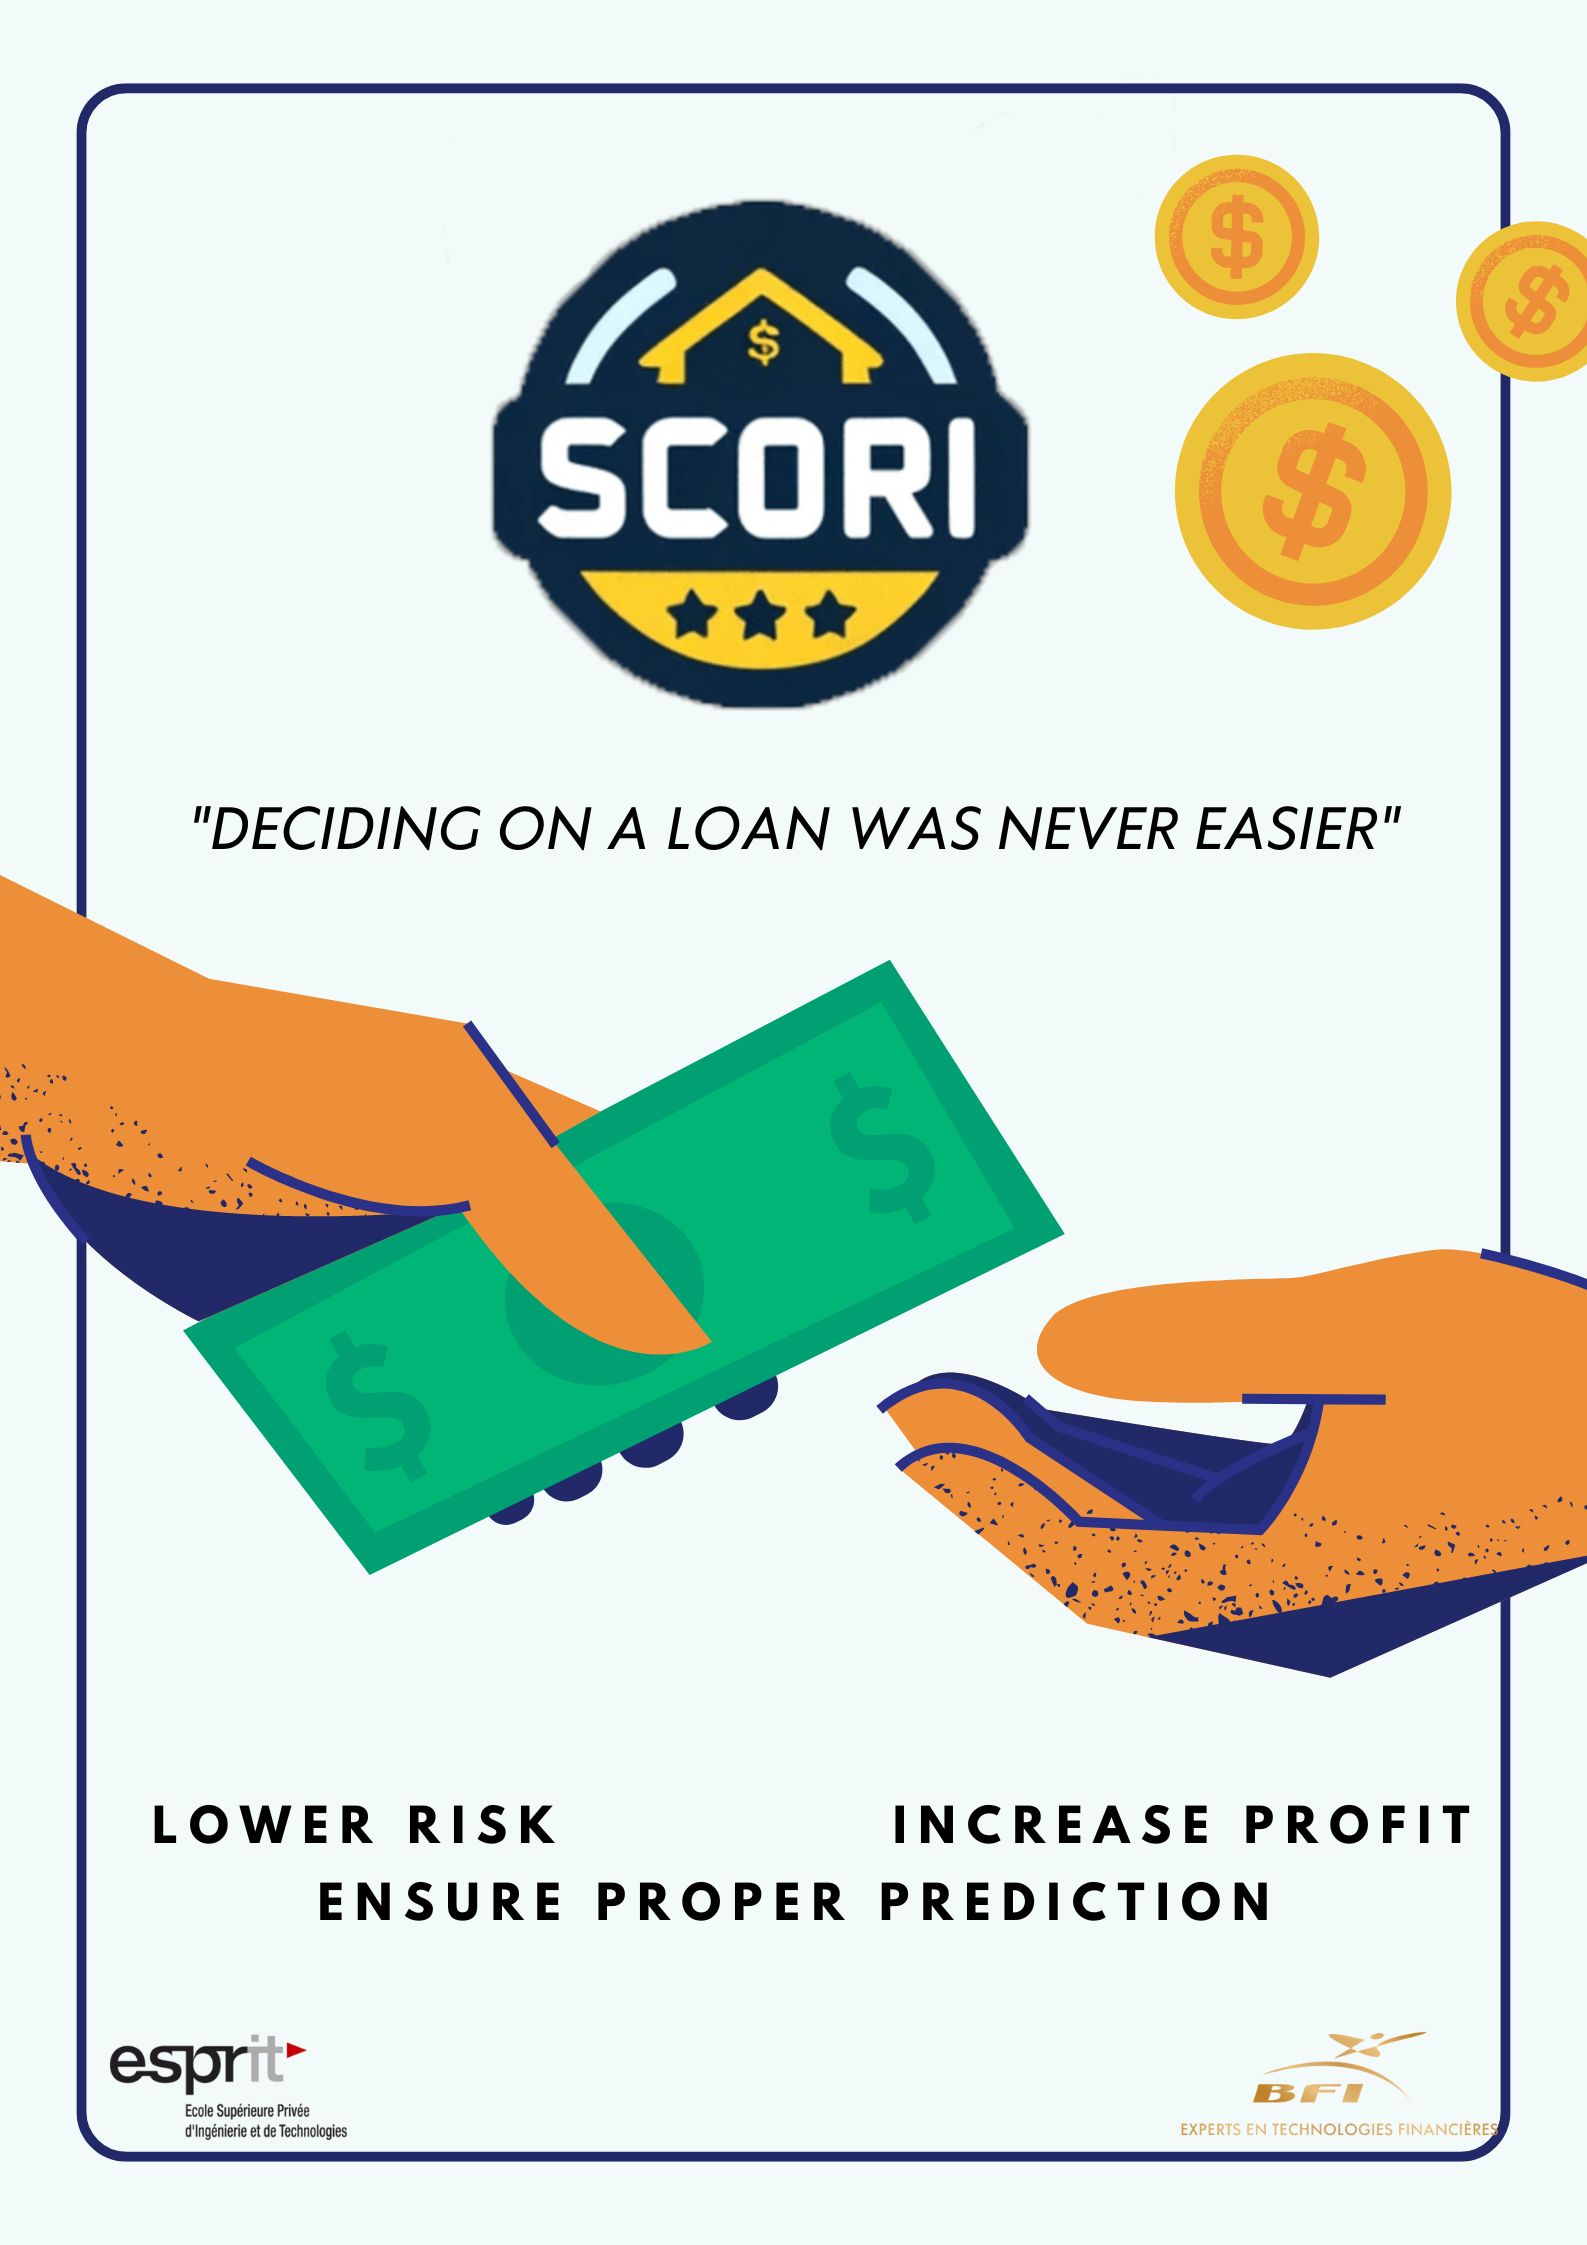 $
$
$
$
SCORI
"DECIDING ON A LOAN WAS NEVER EASIER"
$
$
LOWER RISK INCREASE PROFIT
ENSURE PROPER PREDICTION
esprit
Ecole Supérieure Privée
d'Ingénierie et de Technologies
BFI
EXPERTS EN TECHNOLOGIES FINANCIÈRES